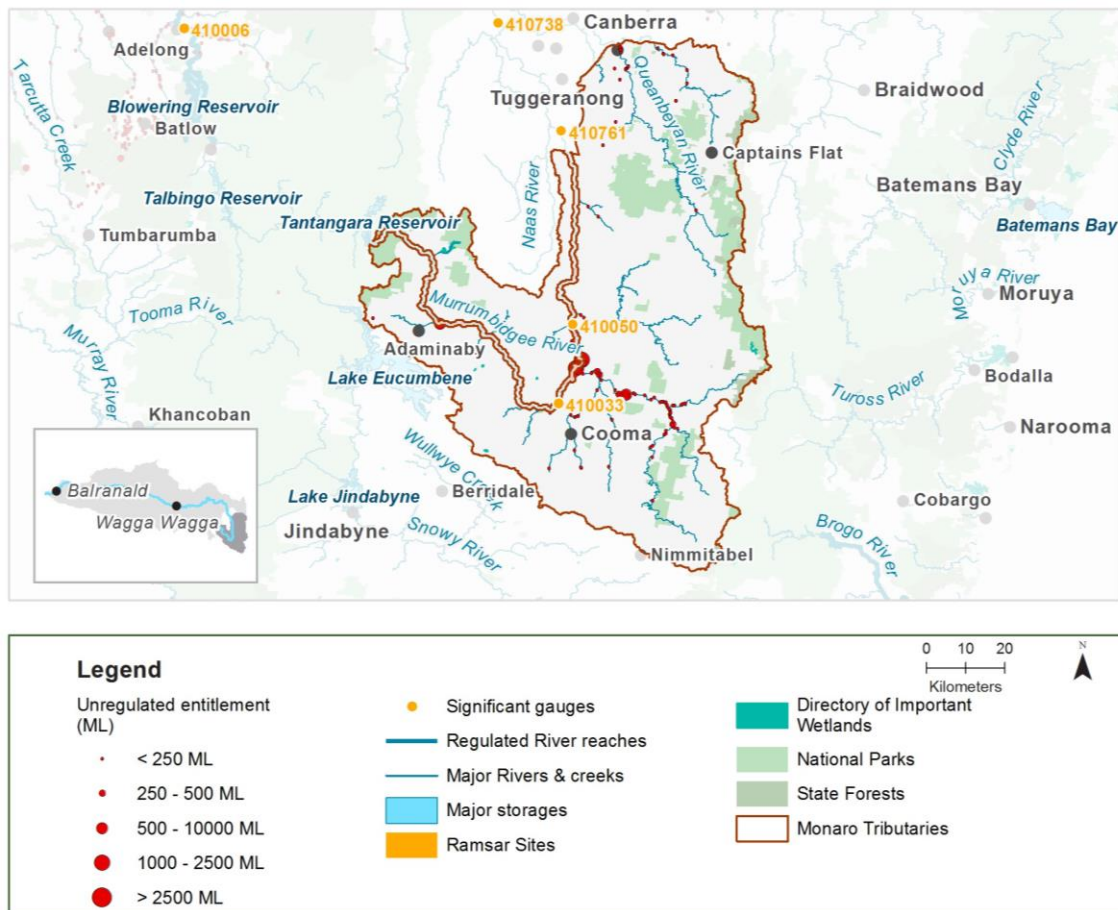 410006
Adelong
410738
Canberra
Tarcutta Creek
Blowering Reservoir
Batlow
Tuggeranong
Queanbeyan River
Braidwood
Clyde River
410761
Captains Flat
Talbingo Reservoir
Tantangara Reservoir
Naas River
Batemans Bay
Batemans Bay
Tumbarumba
Moruya River
Moruya
Tooma River
Murrumbidgee River
410050
Murray River
Adaminaby
Lake Eucumbene
Bodalla
Tuross River
Khancoban
410033
Narooma
Cooma
Wullwye Creek
Balranald
Wagga Wagga
Lake Jindabyne
Berridale
Cobargo
Jindabyne
Snowy River
Brogo River
Nimmitabel
Legend
Unregulated entitlement
(ML)
< 250 ML
250 - 500 ML
500 - 10000 ML
1000 - 2500 ML
> 2500 ML
Significant gauges
Regulated River reaches
Major Rivers & creeks
Major storages
Ramsar Sites
0 10 20
Kilometers
N
Directory of Important
Wetlands
National Parks
State Forests
Monaro Tributaries